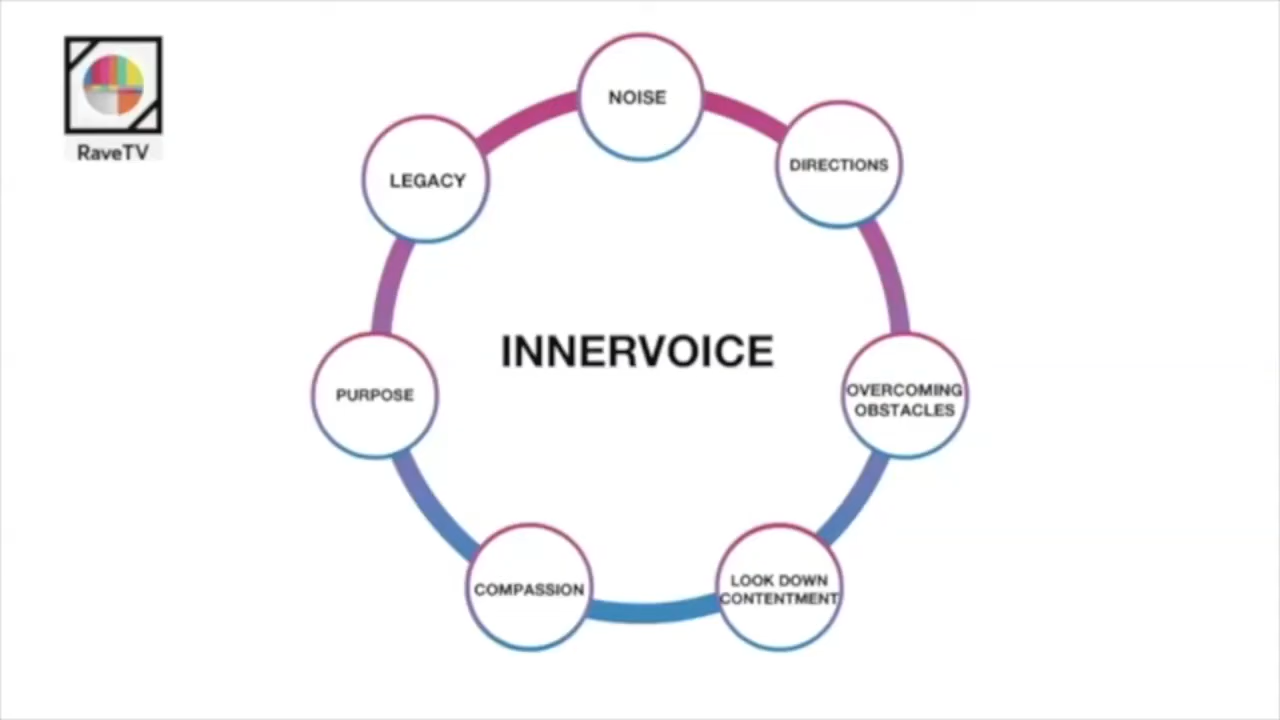 RaveTV
NOISE
DIRECTIONS
OVERCOMING
OBSTACLES
LOOK DOWN
CONTENTMENT
COMPASSION
PURPOSE
LEGACY
INNERVOICE